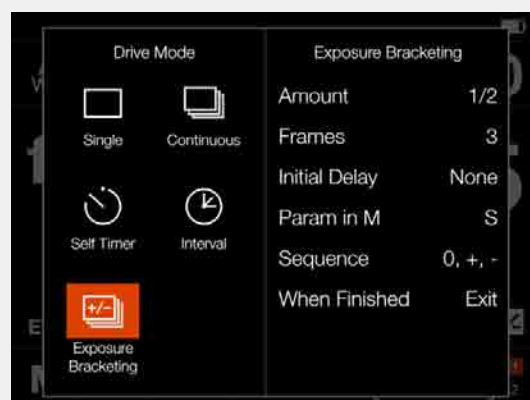 Drive Mode
Single
Continuous
Self Timer
Interval
+/-
Exposure
Bracketing
Exposure Bracketing
Amount 1/2
Frames 3
Initial Delay None
Param in M S
Sequence 0, +, -
When Finished Exit